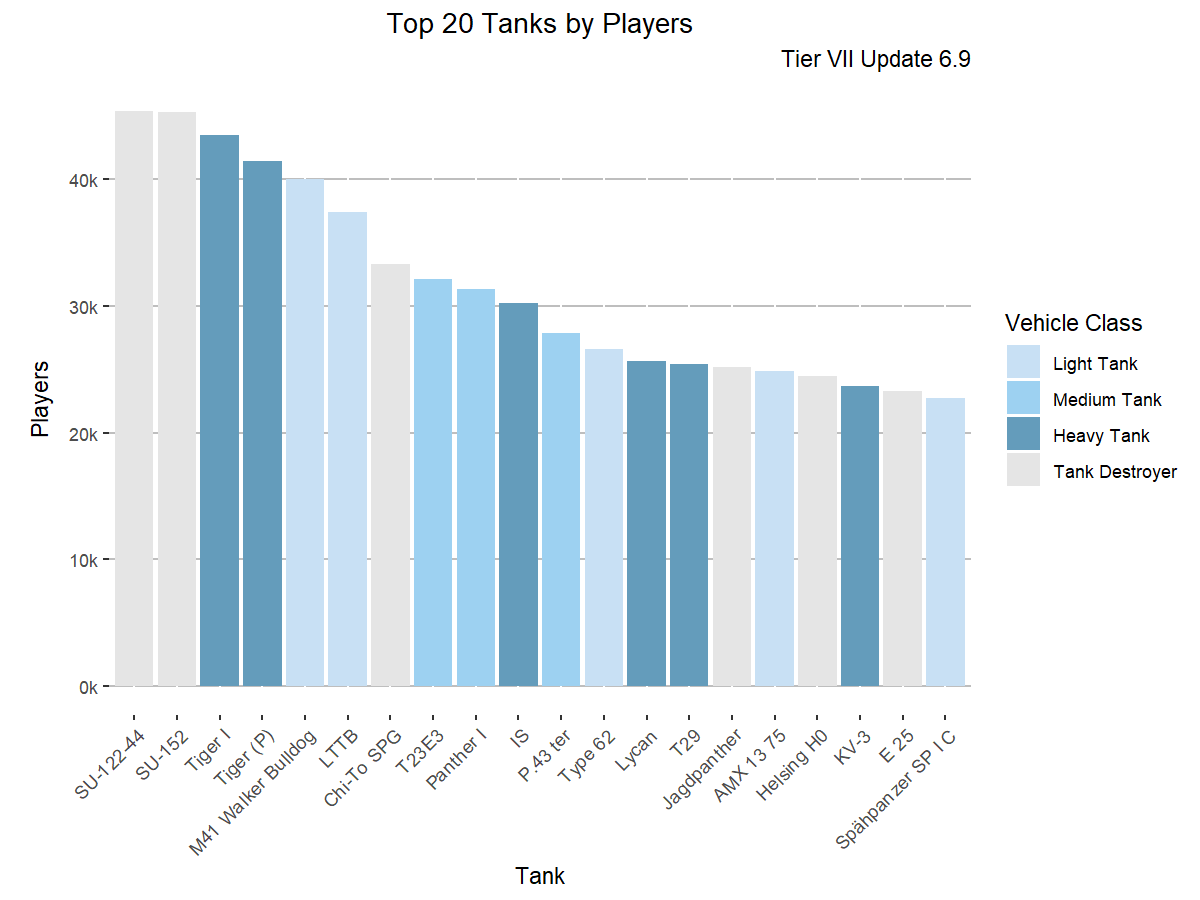 Top 20 Tanks by Players
Tier VII Update 6.9
Players
40k
30k
20k
10k
0k
SU-122-44
SU-152
Tiger I
Tiger (P)
M41 Walker Bulldog
LTTB
Chi-To SPG
T23E3
Panther I
IS
P.43 ter
Type 62
Lycan
T29
Jagdpanther
AMX 13 75
Helsing H0
KV-3
E 25
Spähpanzer SP I C
Tank
Vehicle Class
Light Tank
Medium Tank
Heavy Tank
Tank Destroyer